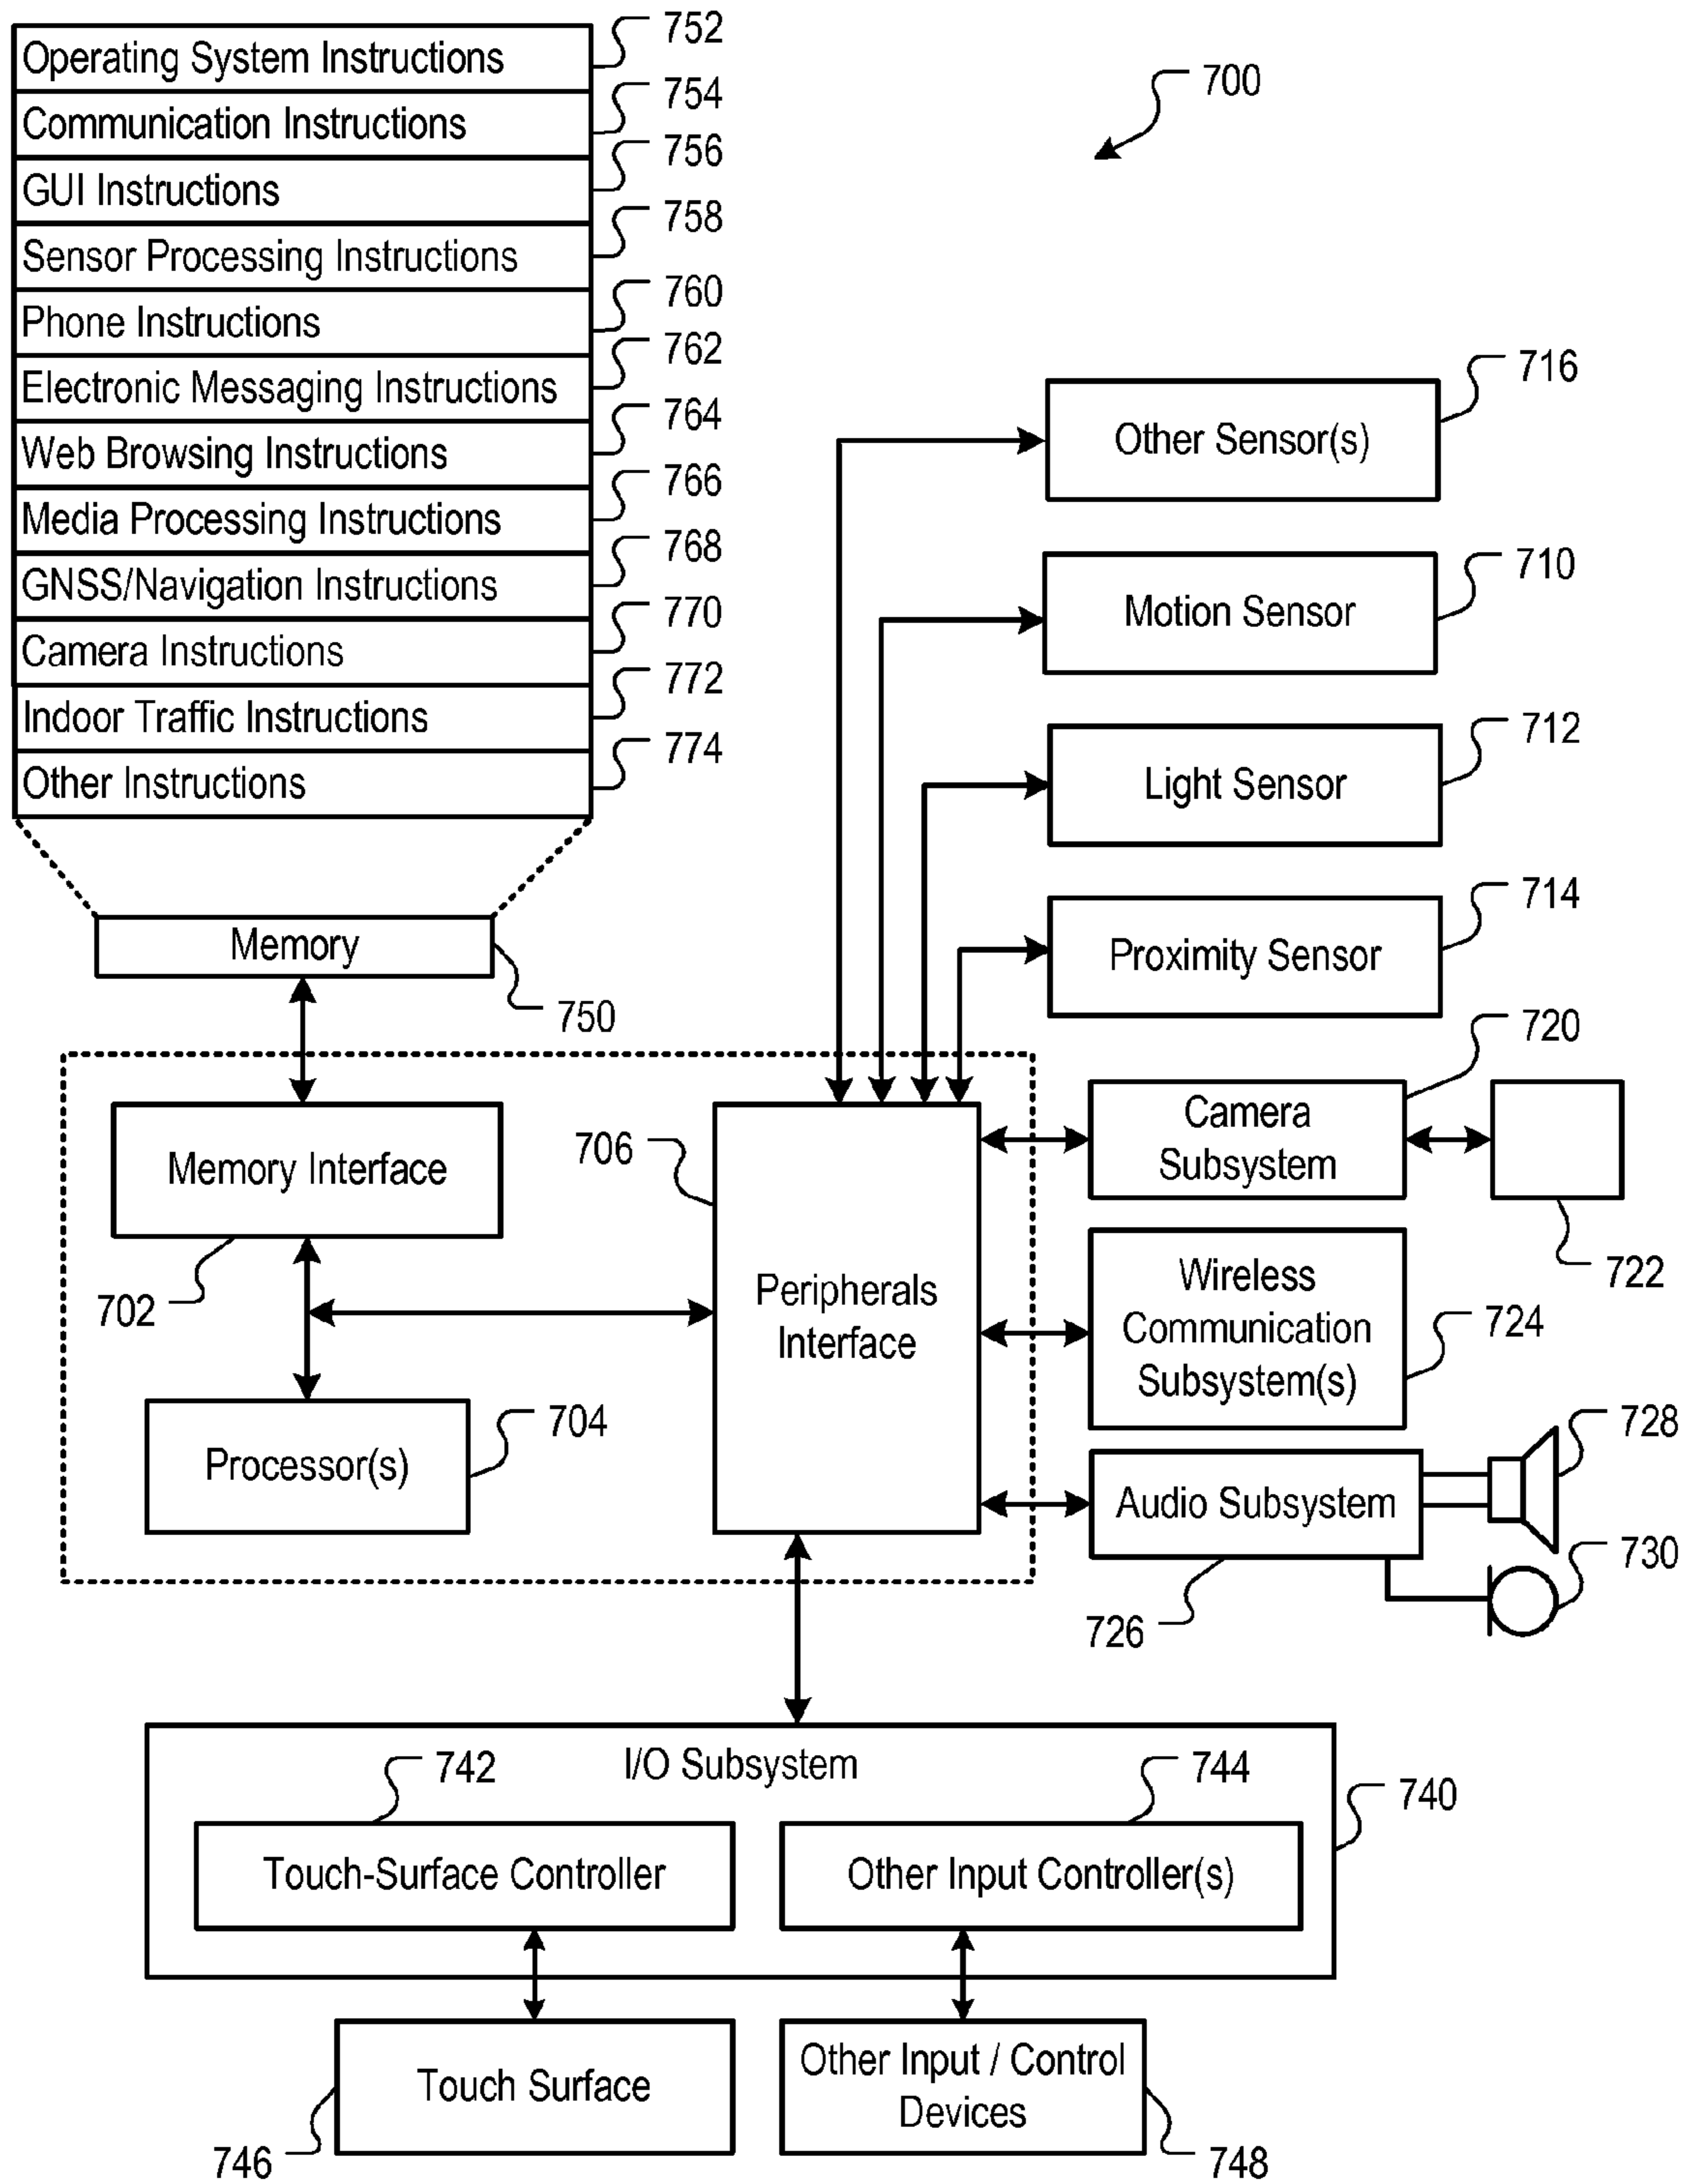 752
Operating System Instructions
700
754
Communication Instructions
756
GUI Instructions
758
Sensor Processing Instructions
760
Phone Instructions
762
Electronic Messaging Instructions
764
Web Browsing Instructions
766
Media Processing Instructions
768
GNSS/Navigation Instructions
770
Camera Instructions
772
Indoor Traffic Instructions
774
Other Instructions
Memory
750
716
Other Sensor(s)
710
Motion Sensor
712
Light Sensor
714
Proximity Sensor
720
Camera
Subsystem
722
Memory Interface
702
706
Peripherals
Interface
Wireless
Communication
Subsystem(s)
724
704
Processor(s)
728
Audio Subsystem
730
726
I/O Subsystem
742
744
740
Touch-Surface Controller
Other Input Controller(s)
Touch Surface
746
Other Input / Control
Devices
748